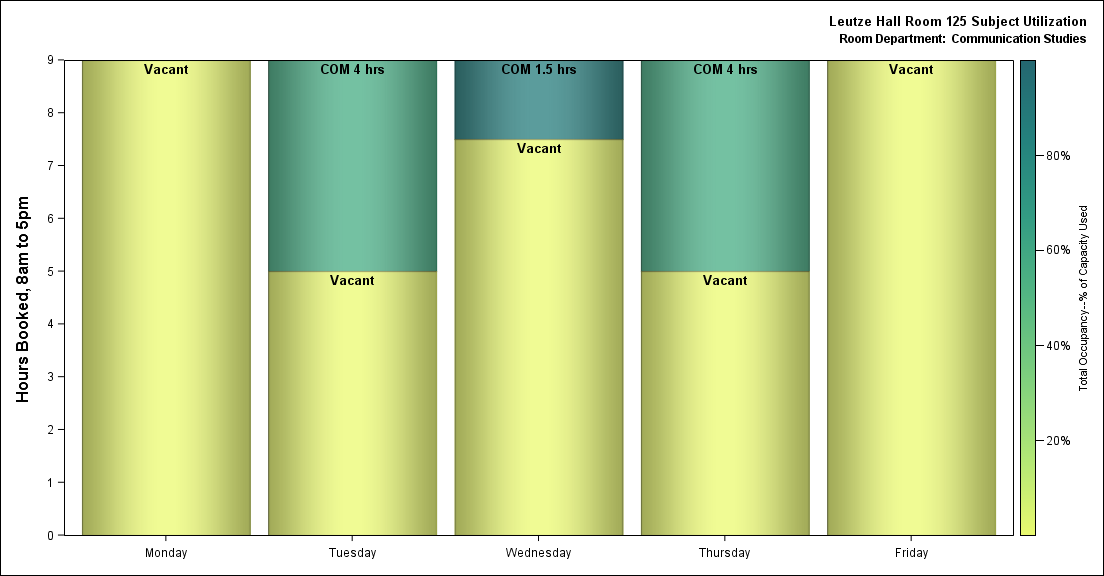 Leutze Hall Room 125 Subject Utilization
Room Department: Communication Studies
Hours Booked, 8am to 5pm
9
8
7
6
5
4
3
2
1
0
Vacant
COM 4 hrs
COM 1.5 hrs
COM 4 hrs
Vacant
Vacant
Vacant
Vacant
Monday
Tuesday
Wednesday
Thursday
Friday
80%
60%
40%
20%
Total Occupancy--% of Capacity Used